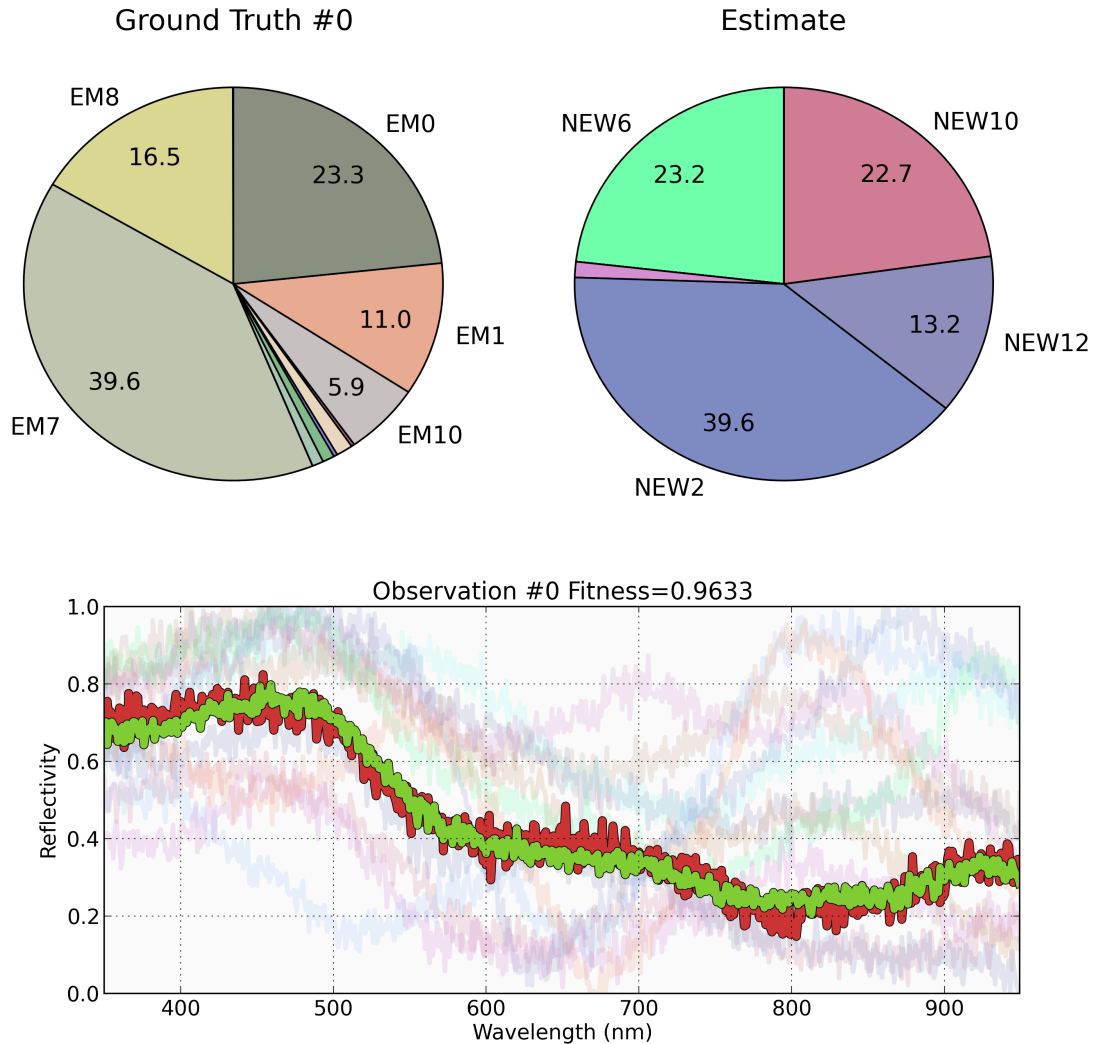 Ground Truth #0
Estimate
EM8
EM0
16.5
23.3
11.0
EM1
5.9
EM10
39.6
EM7
NEW6
NEW10
23.2
22.7
13.2
NEW12
39.6
NEW2
Observation #0 Fitness=0.9633
1.0
0.8
0.6
0.4
0.2
0.0
Reflectivity
400 500 600 700 800 900
Wavelength (nm)